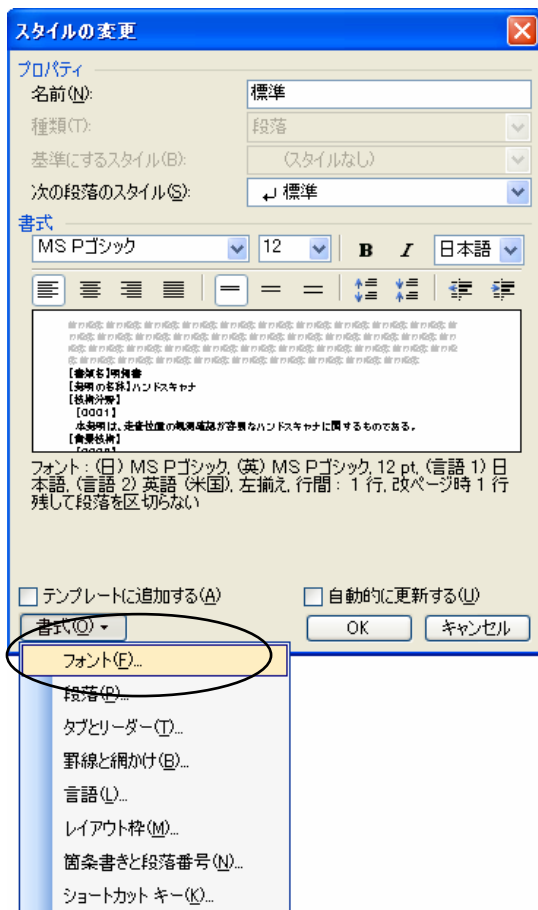 スタイルの変更
プロパティ
名前(N): 標準
種類(T): 段落
基準にするスタイル(B): (スタイルなし)
次の段落のスタイル(S): 標準
書式
MS Pゴシック 12 B I 日本語
【書類名】明細書
【発明の名称】ハンドスキャナ
【技術分野】
【0001】
本発明は、走査位置の観測確認が容易なハンドスキャナに関するものである。
【背景技術】
フォント : (日) MS Pゴシック, (英) MS Pゴシック, 12 pt, (言語 1) 日
本語, (言語 2) 英語 (米国), 左揃え, 行間 : 1 行, 改ページ時 1 行
残して段落を区切らない
テンプレートに追加する(A) 自動的に更新する(U)
書式(O) OK キャンセル
フォント(F)...
段落(P)...
タブとリーダー(T)...
罫線と網かけ(B)...
言語(L)...
レイアウト枠(M)...
箇条書きと段落番号(N)...
ショートカット キー(K)...